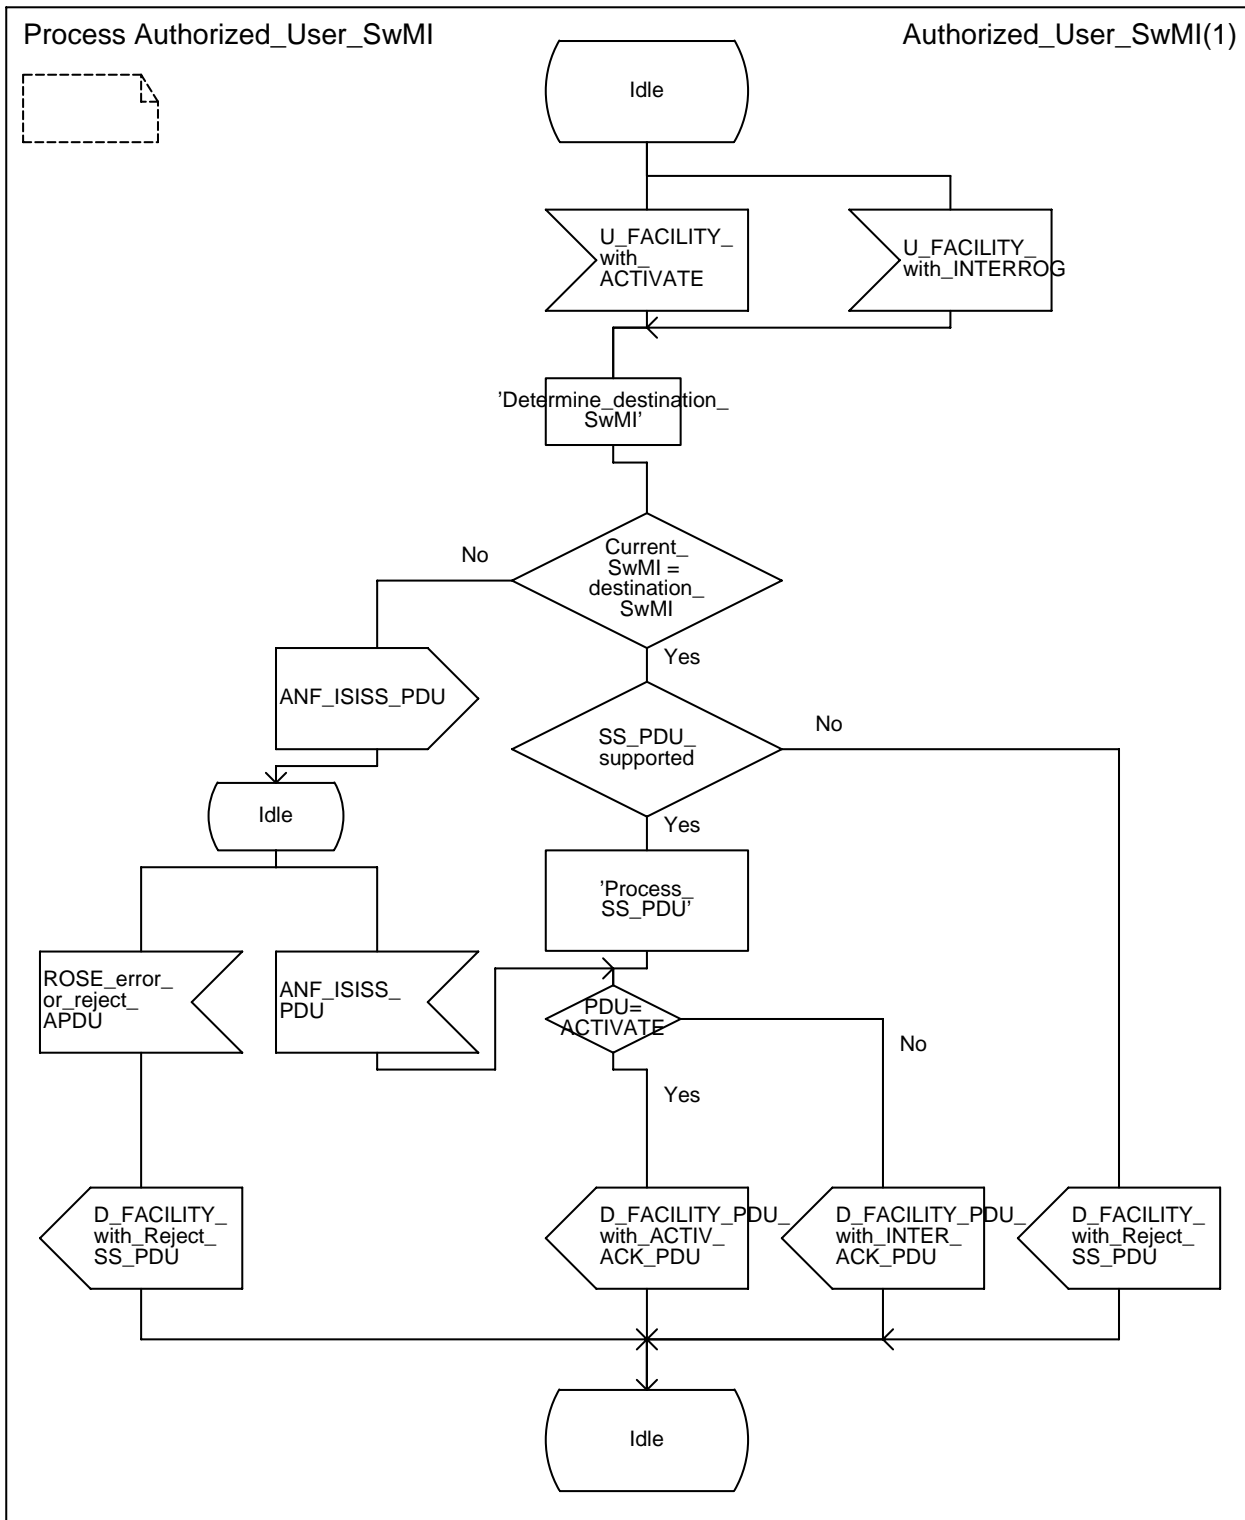 Process Authorized_User_SwMI
Authorized_User_SwMI(1)
Idle
U_FACILITY_
with_
ACTIVATE
U_FACILITY_
with_INTERROG
'Determine_destination_
SwMI'
Current_
SwMI =
destination_
SwMI
No
Yes
ANF_ISISS_PDU
SS_PDU_
supported
No
Yes
Idle
'Process_
SS_PDU'
ROSE_error_
or_reject_
APDU
ANF_ISISS_
PDU
PDU=
ACTIVATE
No
Yes
D_FACILITY_
with_Reject_
SS_PDU
D_FACILITY_PDU_
with_ACTIV_
ACK_PDU
D_FACILITY_PDU_
with_INTER_
ACK_PDU
D_FACILITY_
with_Reject_
SS_PDU
Idle